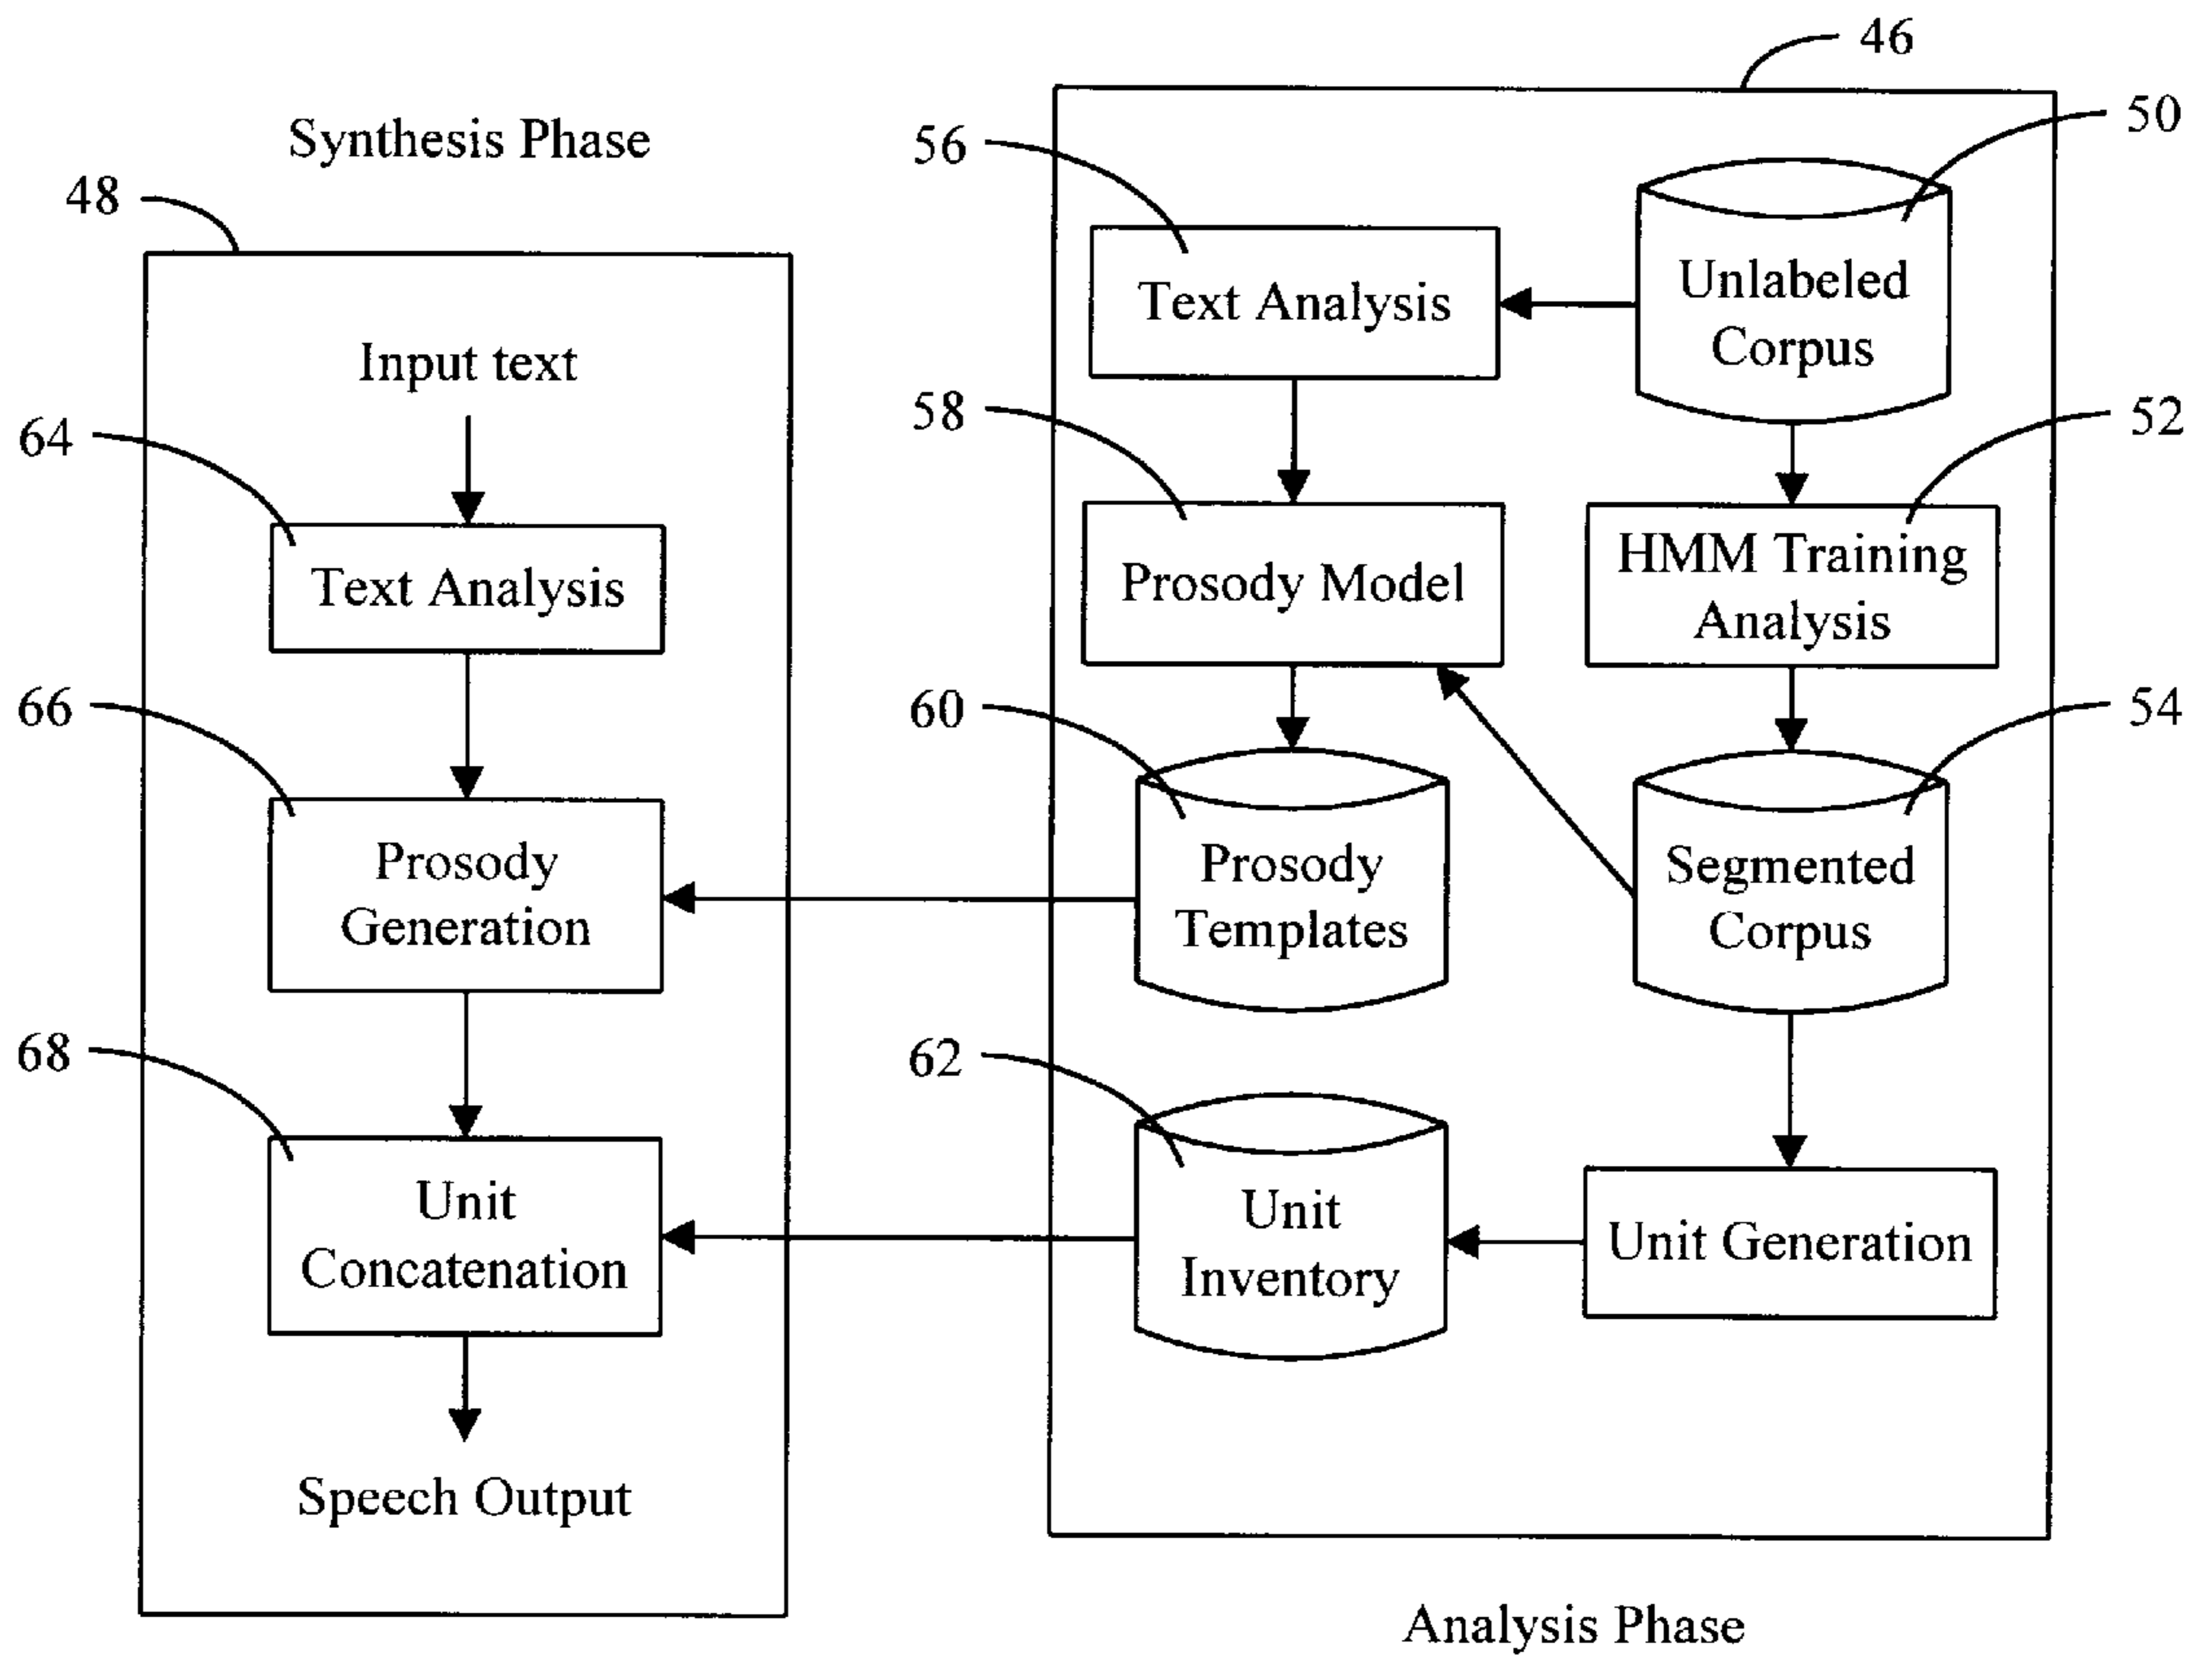 46
50
Synthesis Phase
56
48
Unlabeled
Corpus
Text Analysis
Input text
58
52
64
HMM Training
Analysis
Prosody Model
Text Analysis
66
60
54
Prosody
Generation
Prosody
Templates
Segmented
Corpus
68
62
Unit
Concatenation
Unit
Inventory
Unit Generation
Speech Output
Analysis Phase